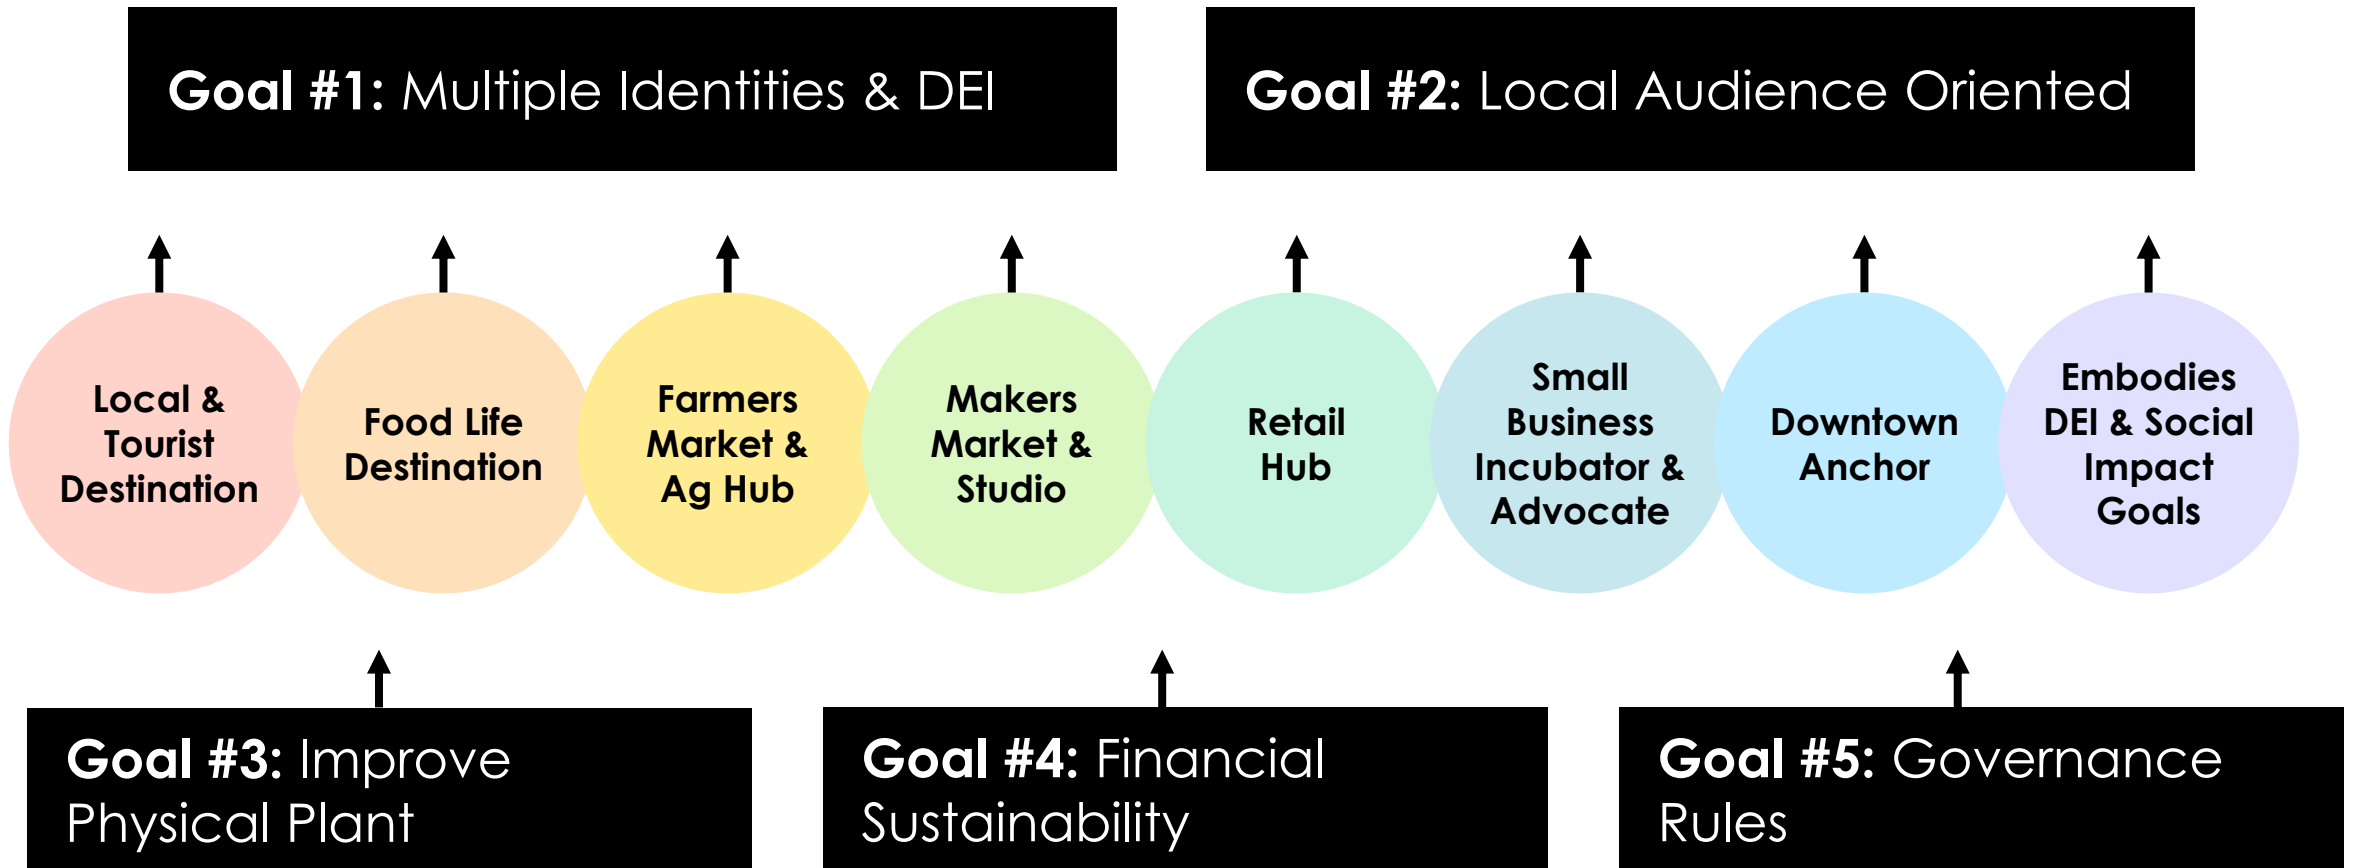 Goal #1: Multiple Identities & DEI
Goal #2: Local Audience Oriented
Local &
Tourist
Destination
Food Life
Destination
Farmers
Market &
Ag Hub
Makers
Market &
Studio
Retail
Hub
Small
Business
Incubator &
Advocate
Downtown
Anchor
Embodies
DEI & Social
Impact
Goals
Goal #3: Improve
Physical Plant
Goal #4: Financial
Sustainability
Goal #5: Governance
Rules